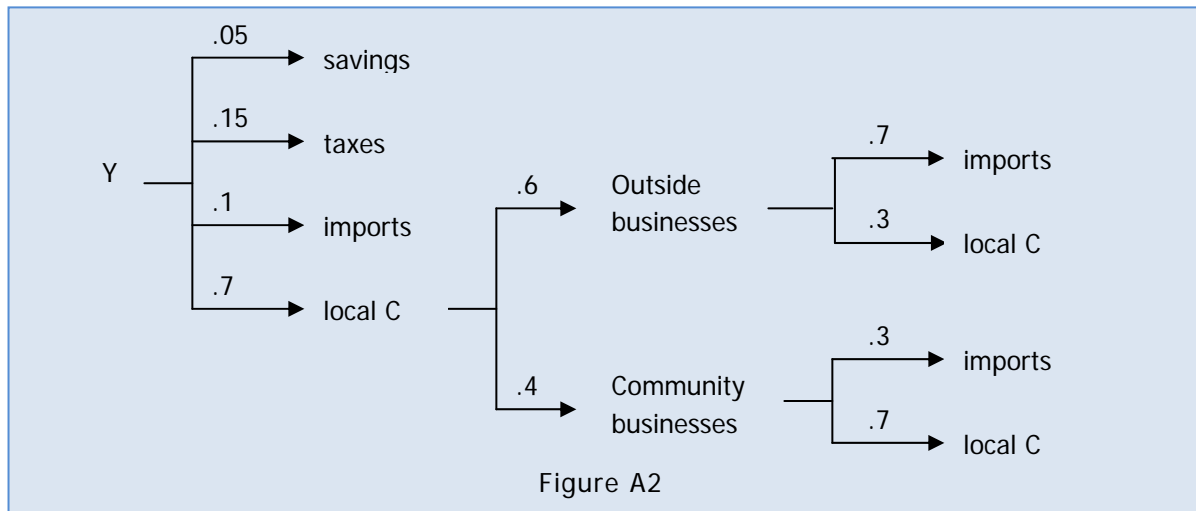 .05
savings
.15
taxes
Y
.1
imports
.7
local C
.6
Outside
businesses
.7
imports
.3
local C
.4
Community
businesses
.3
imports
.7
local C
Figure A2